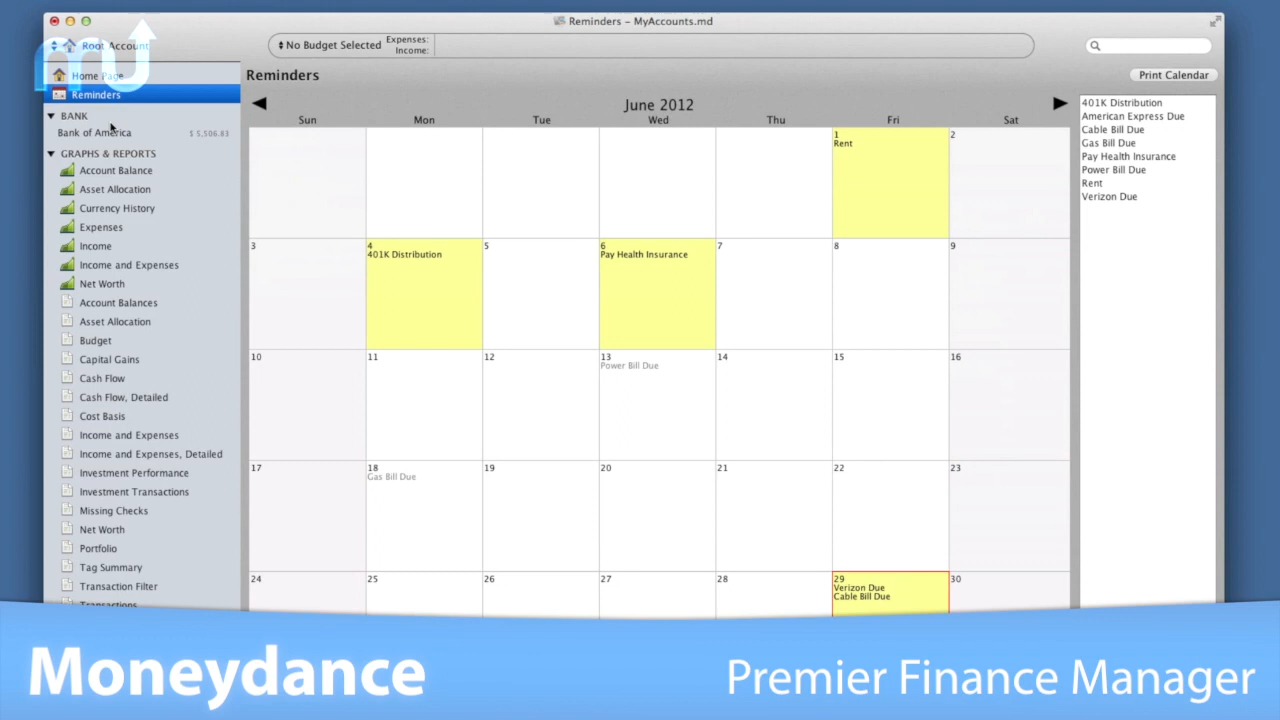 Reminders – MyAccounts.md
Root Account
No Budget Selected
Expenses:
Income:
mu
Home Page
Reminders
BANK
Bank of America $ 5,506.83
GRAPHS & REPORTS
Account Balance
Asset Allocation
Currency History
Expenses
Income
Income and Expenses
Net Worth
Account Balances
Asset Allocation
Budget
Capital Gains
Cash Flow
Cash Flow, Detailed
Cost Basis
Income and Expenses
Income and Expenses, Detailed
Investment Performance
Investment Transactions
Missing Checks
Net Worth
Portfolio
Tag Summary
Transaction Filter
Transactions
Reminders
Print Calendar
June 2012
Sun Mon Tue Wed Thu Fri Sat
1 2
Rent
3 4 5 6 7 8 9
401K Distribution Pay Health Insurance
10 11 12 13 14 15 16
Power Bill Due
17 18 19 20 21 22 23
Gas Bill Due
24 25 26 27 28 29 30
Verizon Due
Cable Bill Due
401K Distribution
American Express Due
Cable Bill Due
Gas Bill Due
Pay Health Insurance
Power Bill Due
Rent
Verizon Due
Moneydance Premier Finance Manager